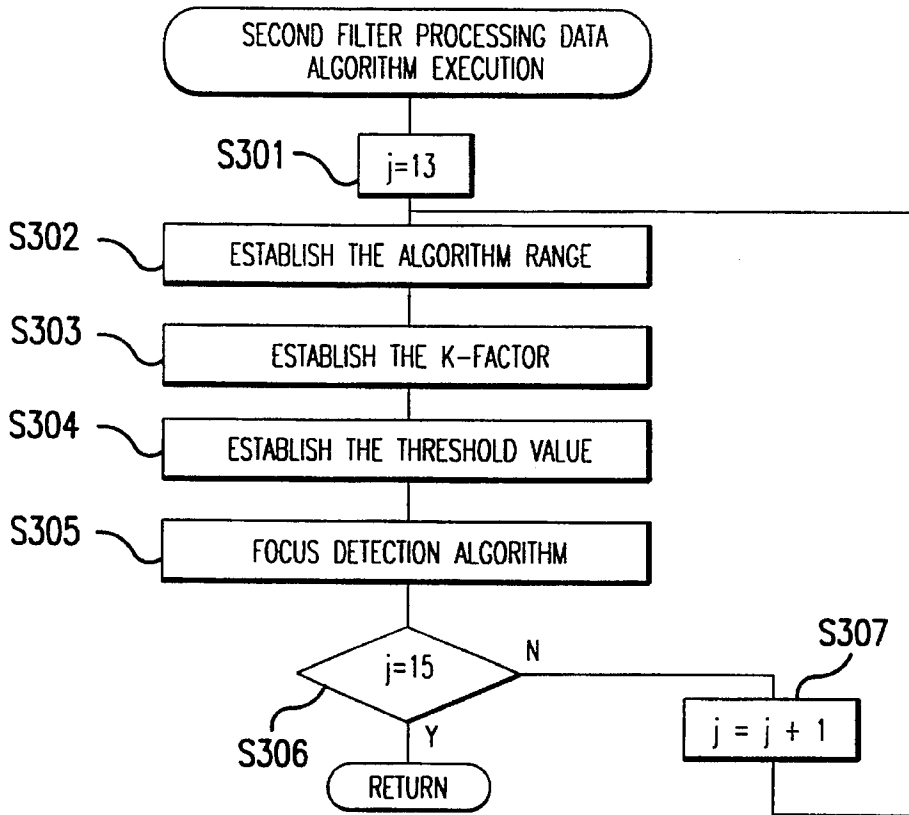 SECOND FILTER PROCESSING DATA
ALGORITHM EXECUTION
S301
j=13
S302
ESTABLISH THE ALGORITHM RANGE
S303
ESTABLISH THE K-FACTOR
S304
ESTABLISH THE THRESHOLD VALUE
S305
FOCUS DETECTION ALGORITHM
j=15
N
S307
S306
Y
j = j + 1
RETURN